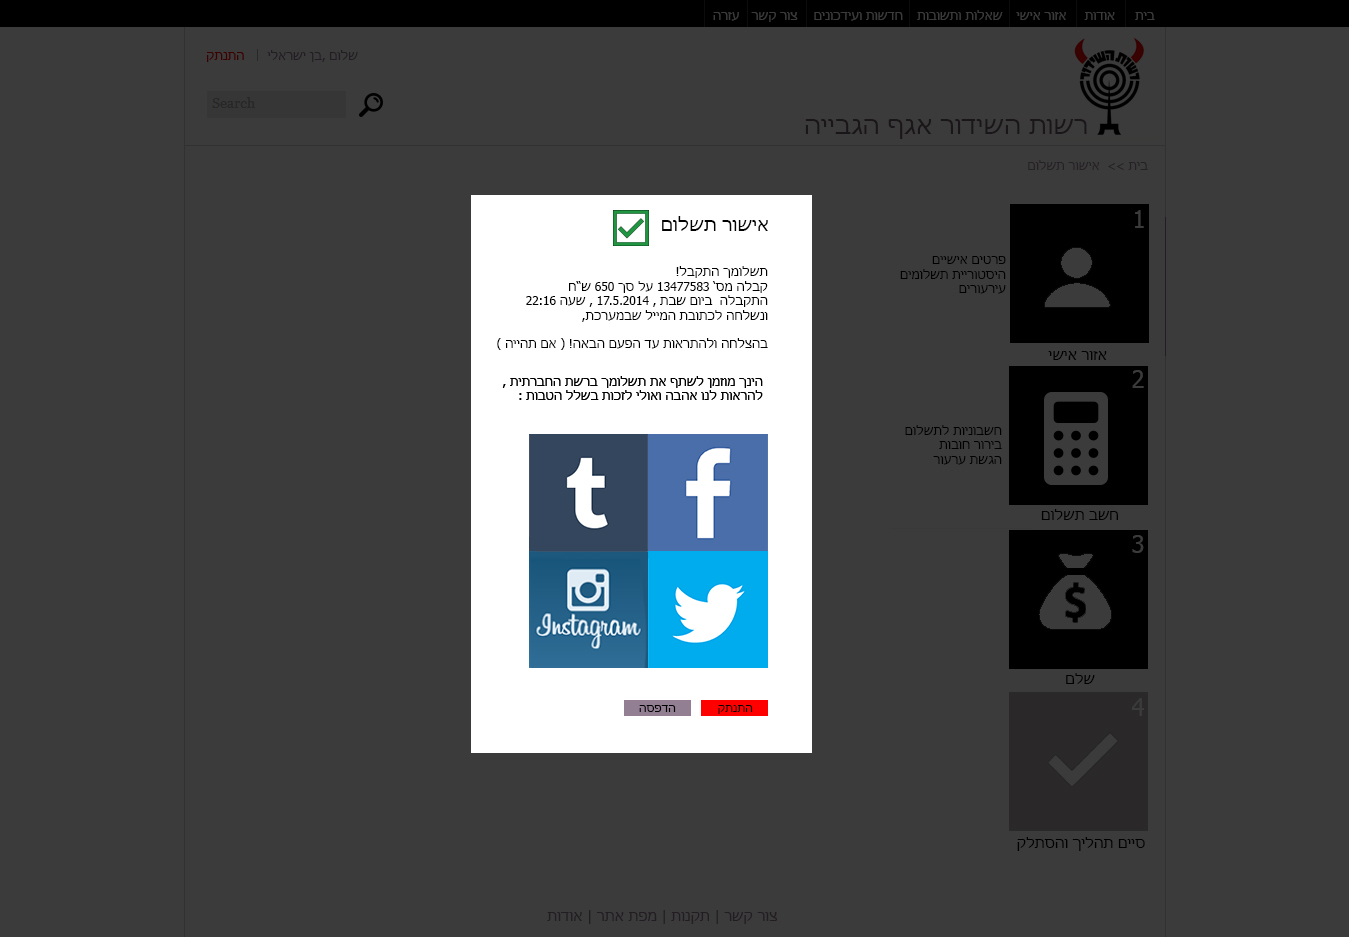 בית
אודות
אזור אישי
שאלות ותשובות
חדשות ועידכונים
צור קשר
עזרה
שלום ,בן ישראלי | התנתק
Search
רשות השידור
רשות השידור אגף הגבייה
בית >> אישור תשלום
אישור תשלום
תשלומך התקבל!
קבלה מס' 13477583 על סך 650 ש"ח
התקבלה ביום שבת , 17.5.2014 , שעה 22:16
ונשלחה לכתובת המייל שבמערכת,
בהצלחה ולהתראות עד הפעם הבאה! ( אם תהייה )
הינך מוזמן לשתף את תשלומך ברשת החברתית ,
להראות לנו אהבה ואולי לזכות בשלל הטבות :
f
t
Instagram
התנתק
הדפסה
1
פרטים אישיים
היסטוריית תשלומים
עירעורים
אזור אישי
2
חשבוניות לתשלום
בירור חובות
הגשת ערעור
חשב תשלום
3
$
שלם
4
סיים תהליך והסתלק
צור קשר | תקנות | מפת אתר | אודות